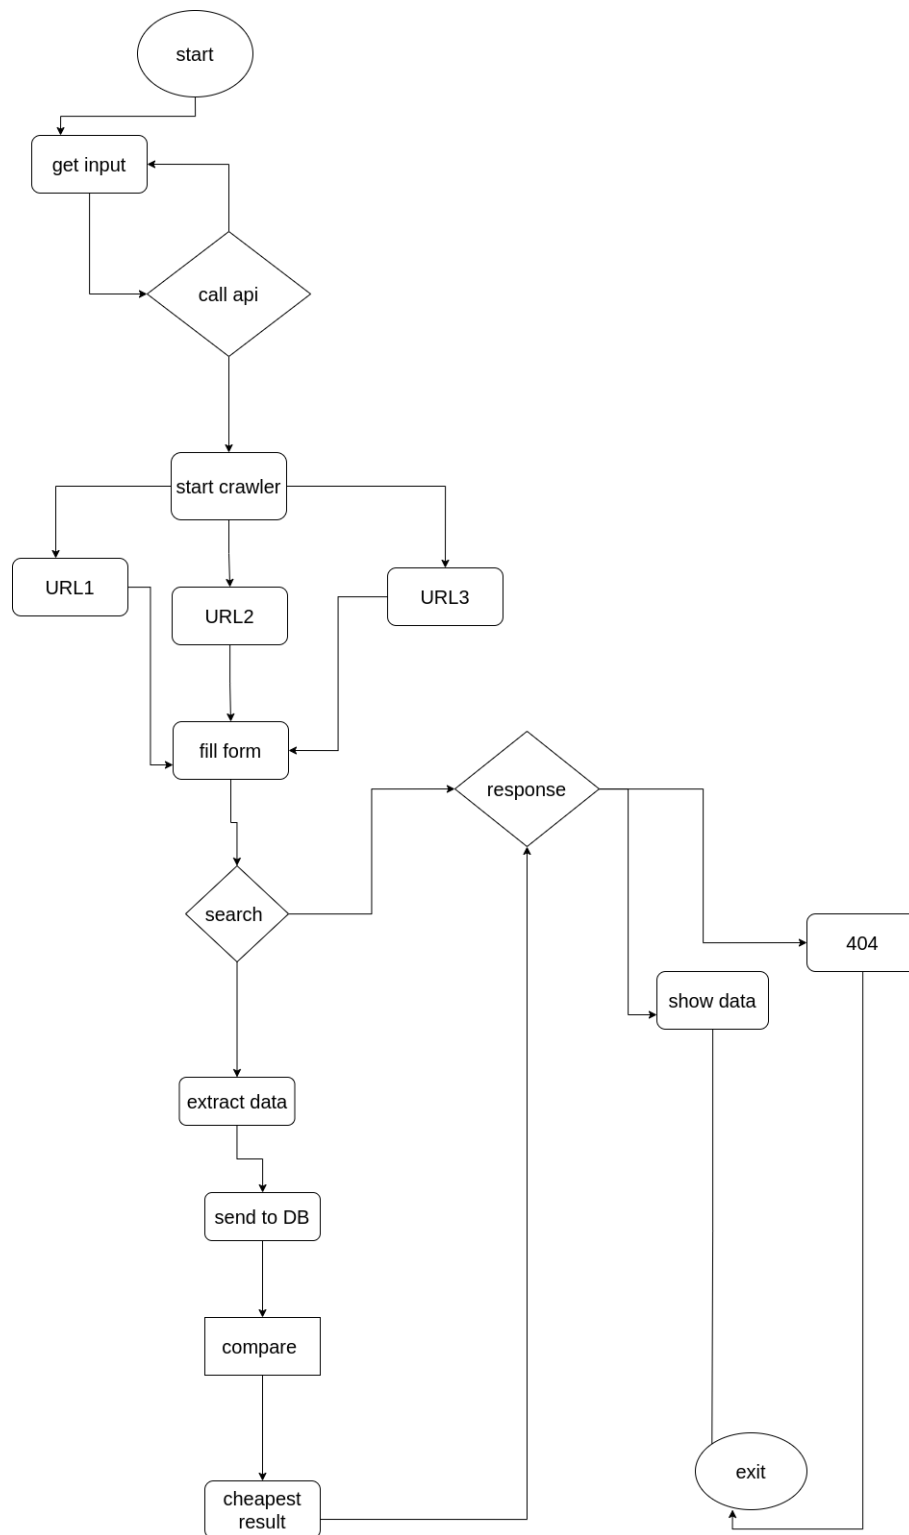 start
get input
call api
start crawler
URL1
URL2
URL3
fill form
response
search
404
show data
extract data
send to DB
compare
exit
cheapest
result